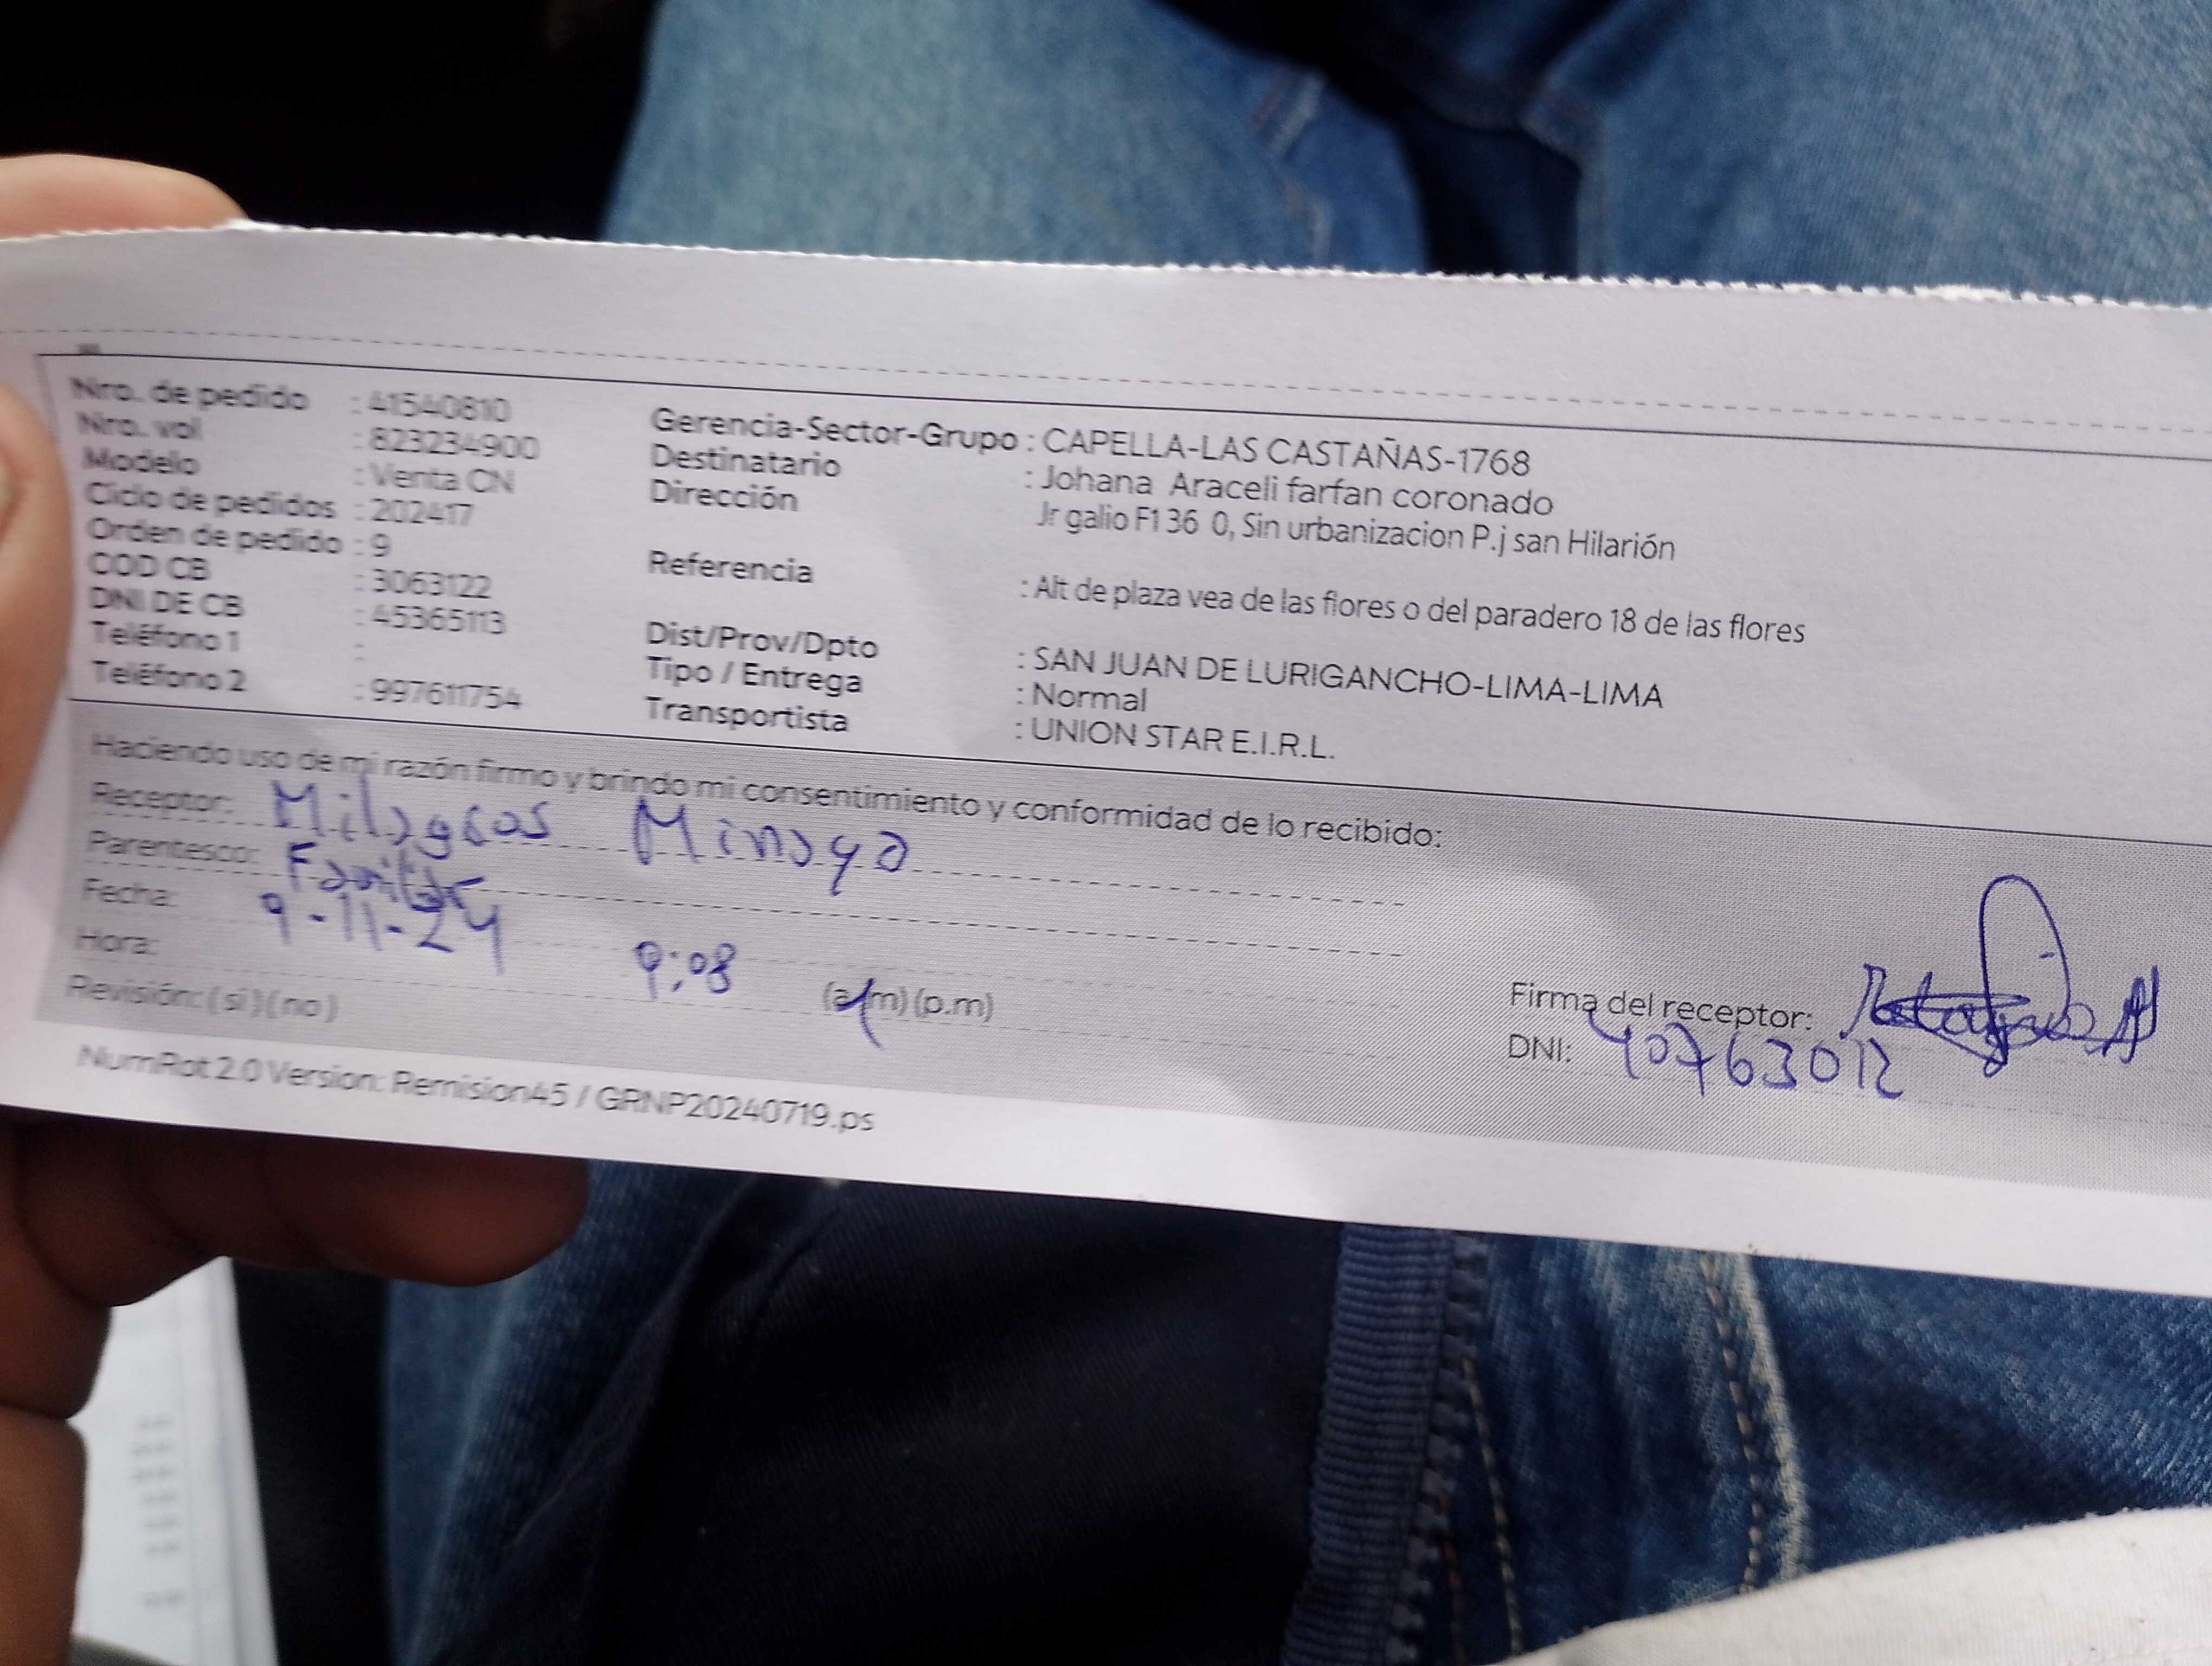 Nro. de pedido : 41540810
Nro. vol : 823234900
Modelo : Venta CN
Ciclo de pedidos : 202417
Orden de pedido : 9
COD CB : 3063122
DNI DE CB : 45365113
Teléfono 1 :
Teléfono 2 : 997611754
Gerencia-Sector-Grupo : CAPELLA-LAS CASTAÑAS-1768
Destinatario : Johana Araceli farfan coronado
Dirección Jr galio F1 36 0, Sin urbanizacion P.j san Hilarión
Referencia : Alt de plaza vea de las flores o del paradero 18 de las flores
Dist/Prov/Dpto : SAN JUAN DE LURIGANCHO-LIMA-LIMA
Tipo / Entrega : Normal
Transportista : UNION STAR E.I.R.L.
Haciendo uso de mi razón firmo y brindo mi consentimiento y conformidad de lo recibido:
Receptor: Milagros Minaya
Parentesco: Familiar
Fecha: 9-11-24
Hora: 9:08 (a.m) (p.m)
Revisión: (si) (no)
Firma del receptor:
DNI: 40763012
NumRot 2.0 Version: Remision45 / GRNP20240719.ps